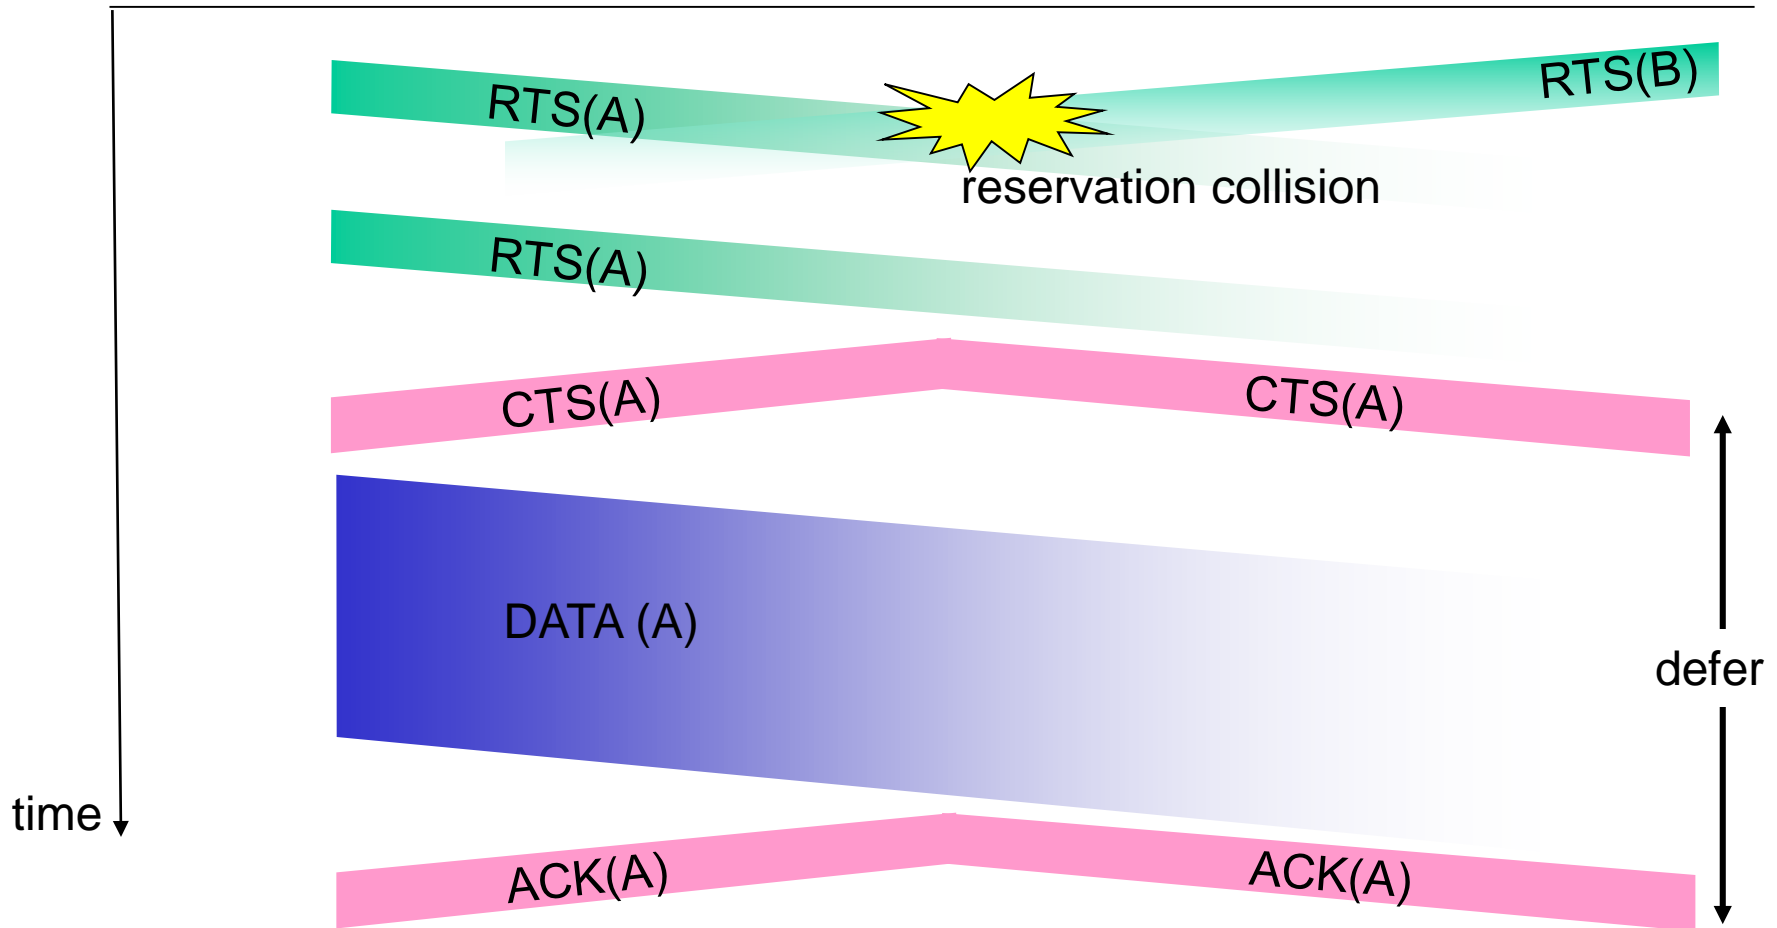 RTS(A)
RTS(B)
reservation collision
RTS(A)
CTS(A)
CTS(A)
DATA (A)
defer
time
ACK(A)
ACK(A)